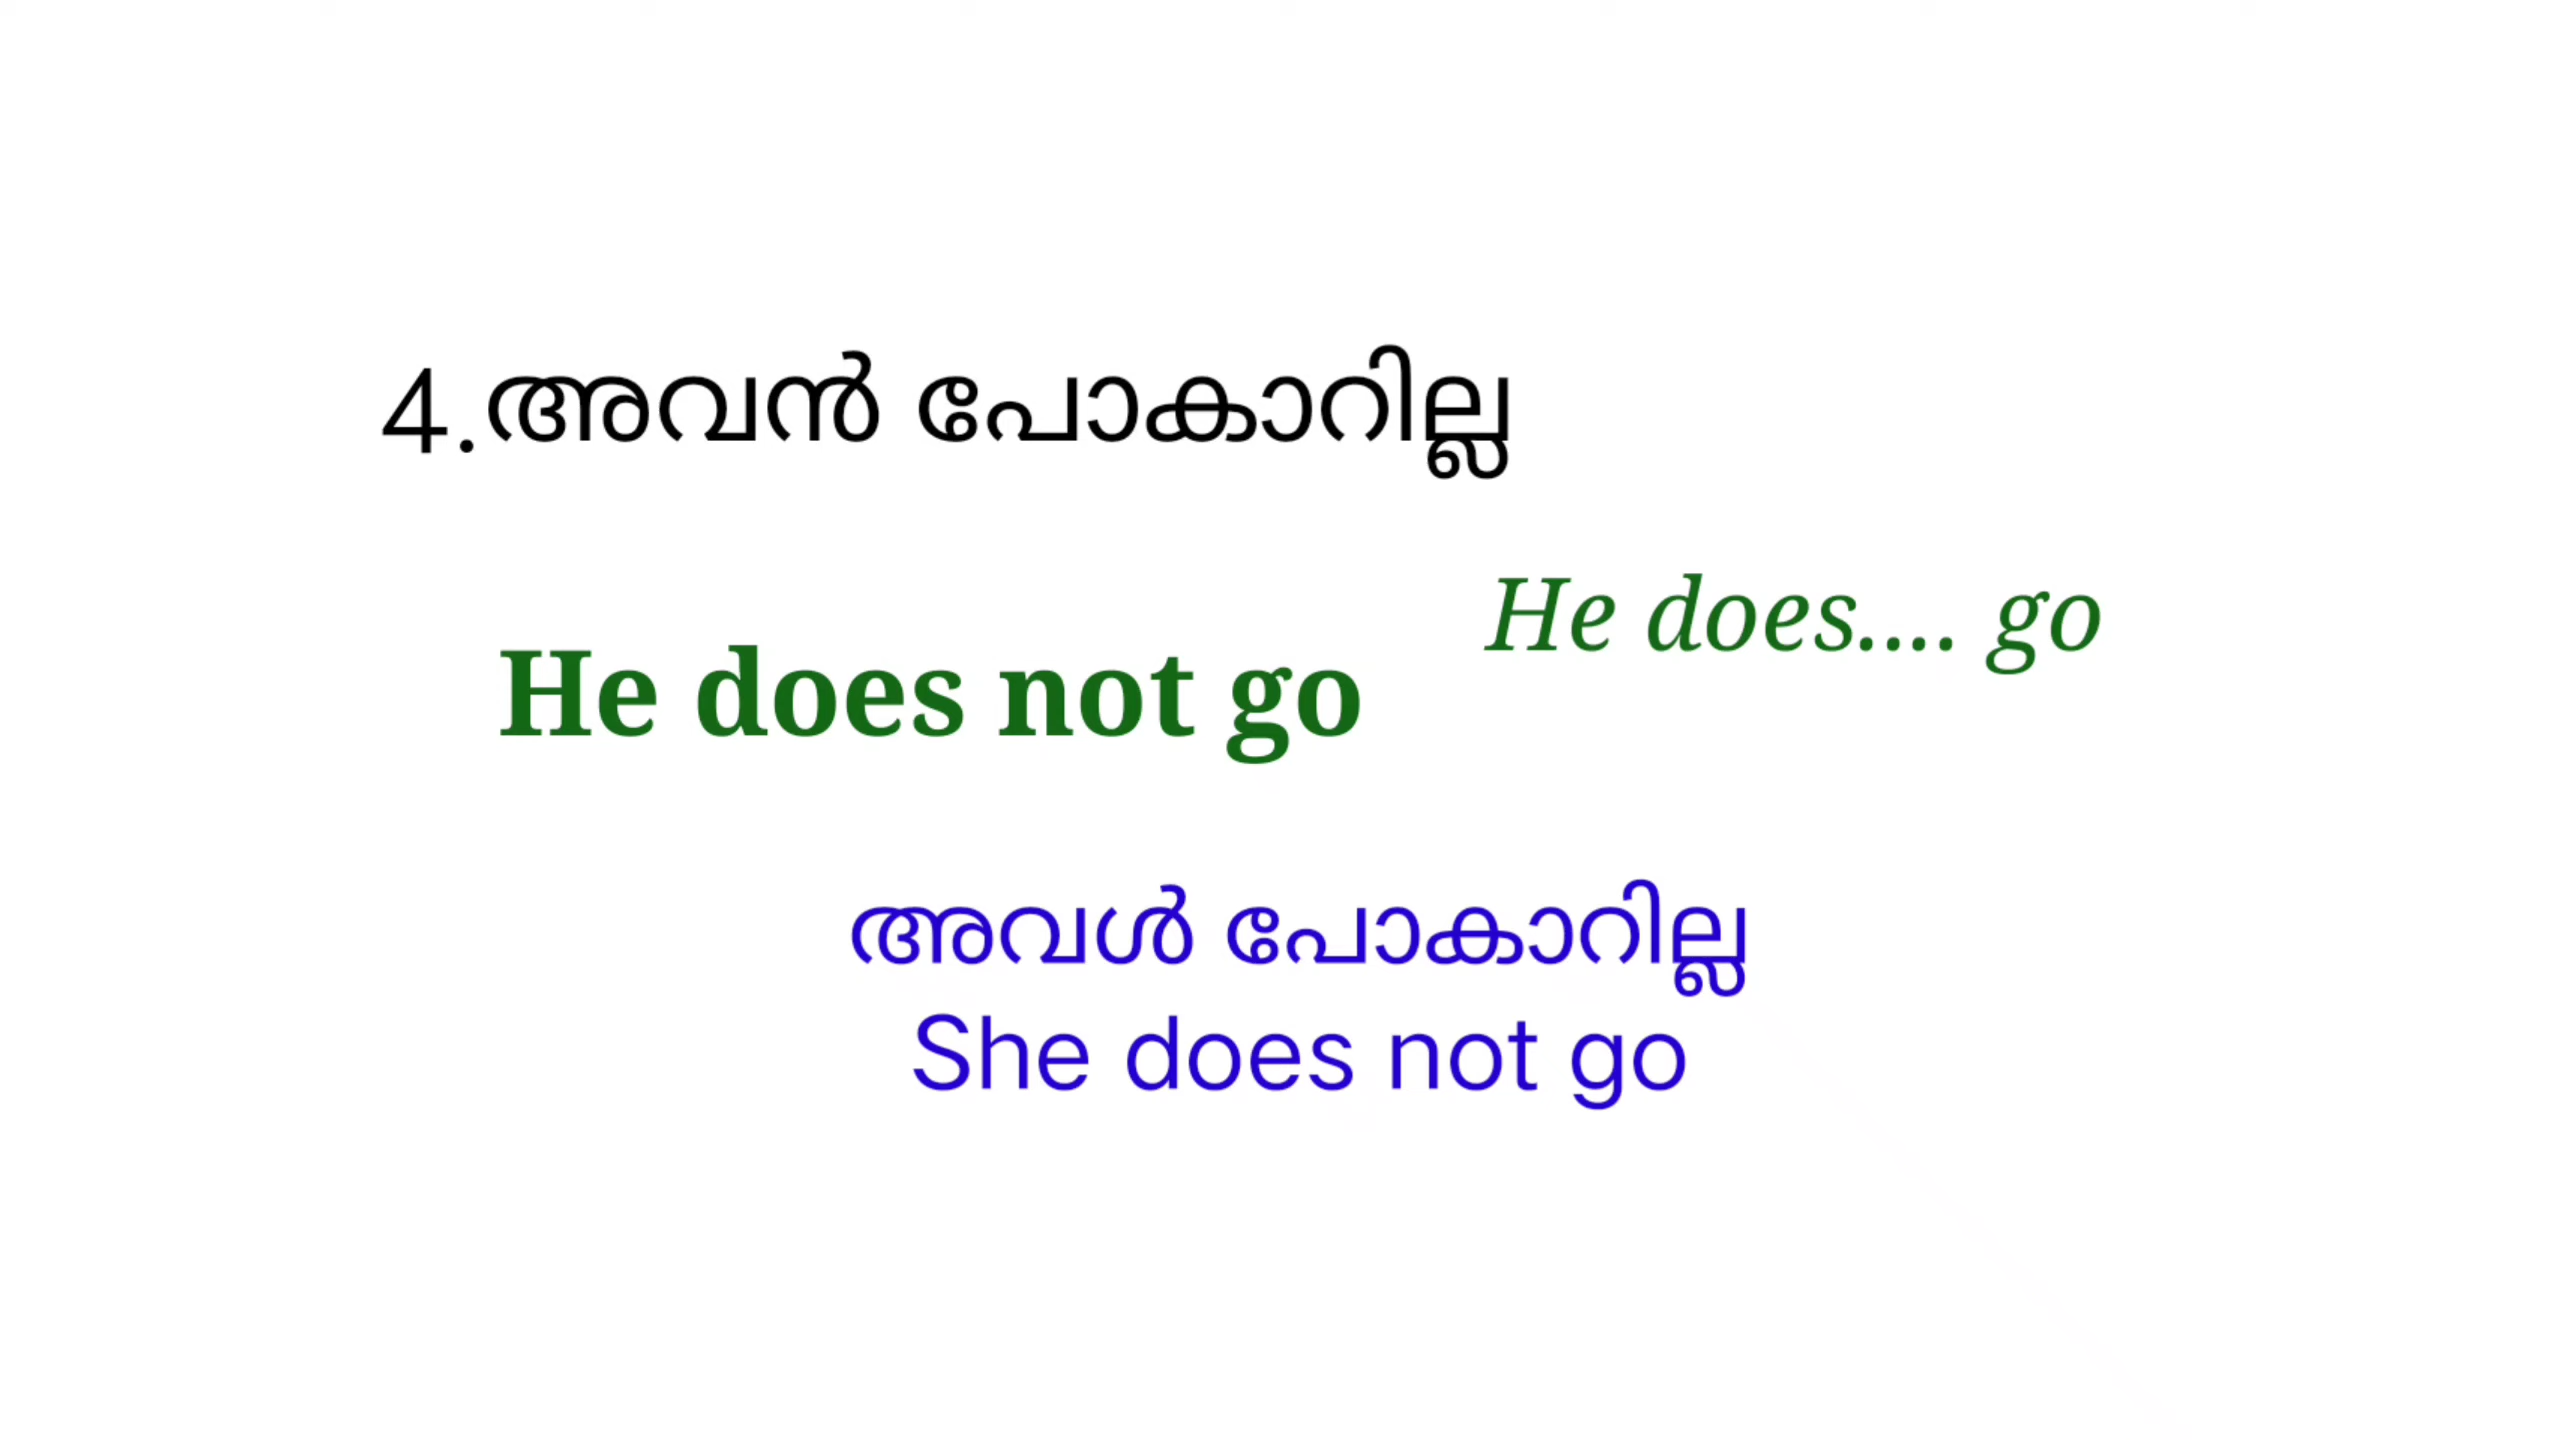 4.അവൻ പോകാറില്ല
He does.... go
He does not go
അവൾ പോകാറില്ല
She does not go